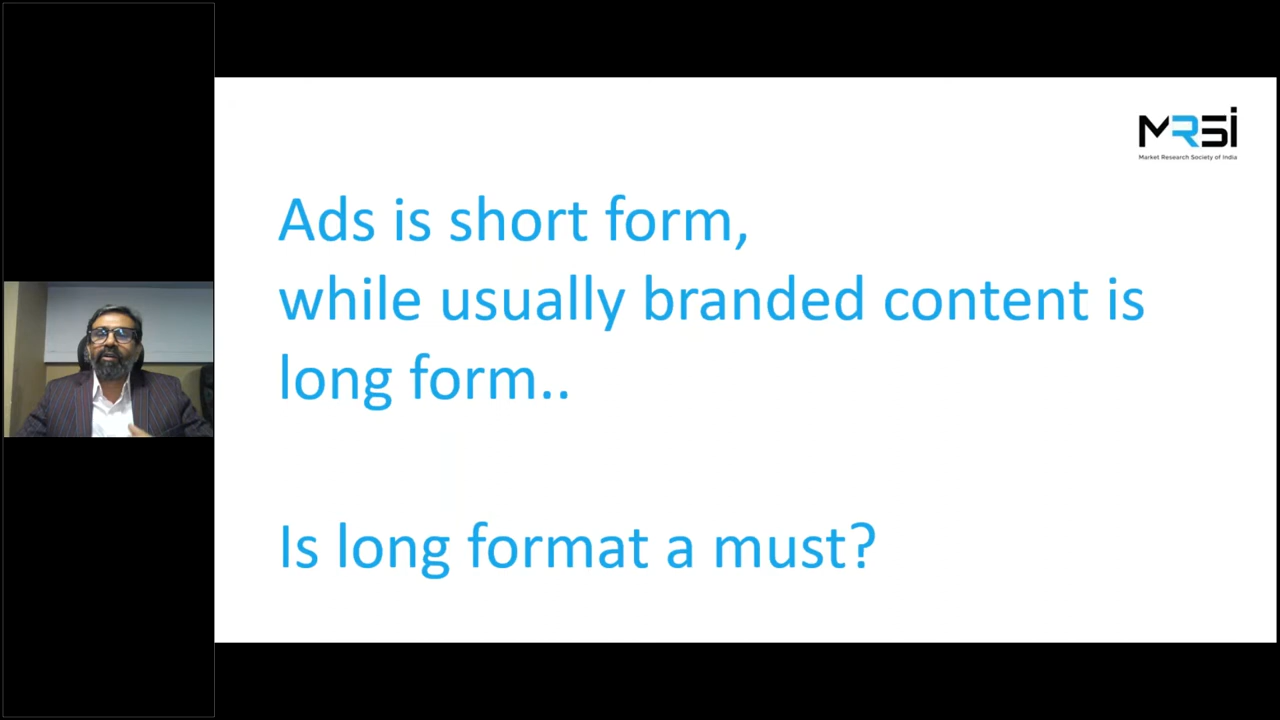 MRSI
Market Research Society of India
Ads is short form,
while usually branded content is
long form..
Is long format a must?